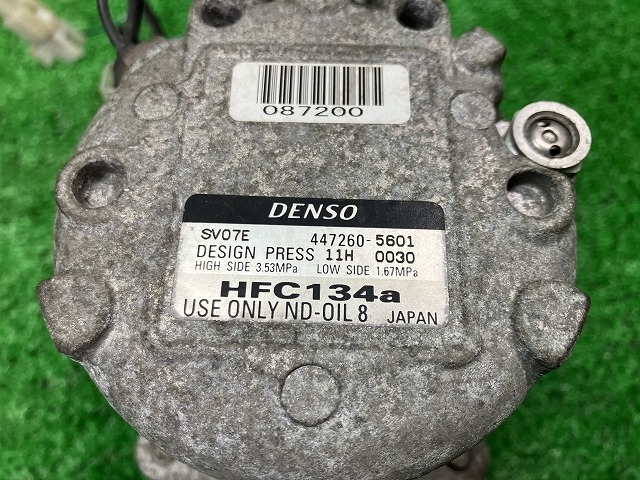 087200
DENSO
SV07E 447260-5601
DESIGN PRESS 11H 0030
HIGH SIDE 3.53MPa LOW SIDE 1.67MPa
HFC134a
USE ONLY ND-OIL 8 JAPAN